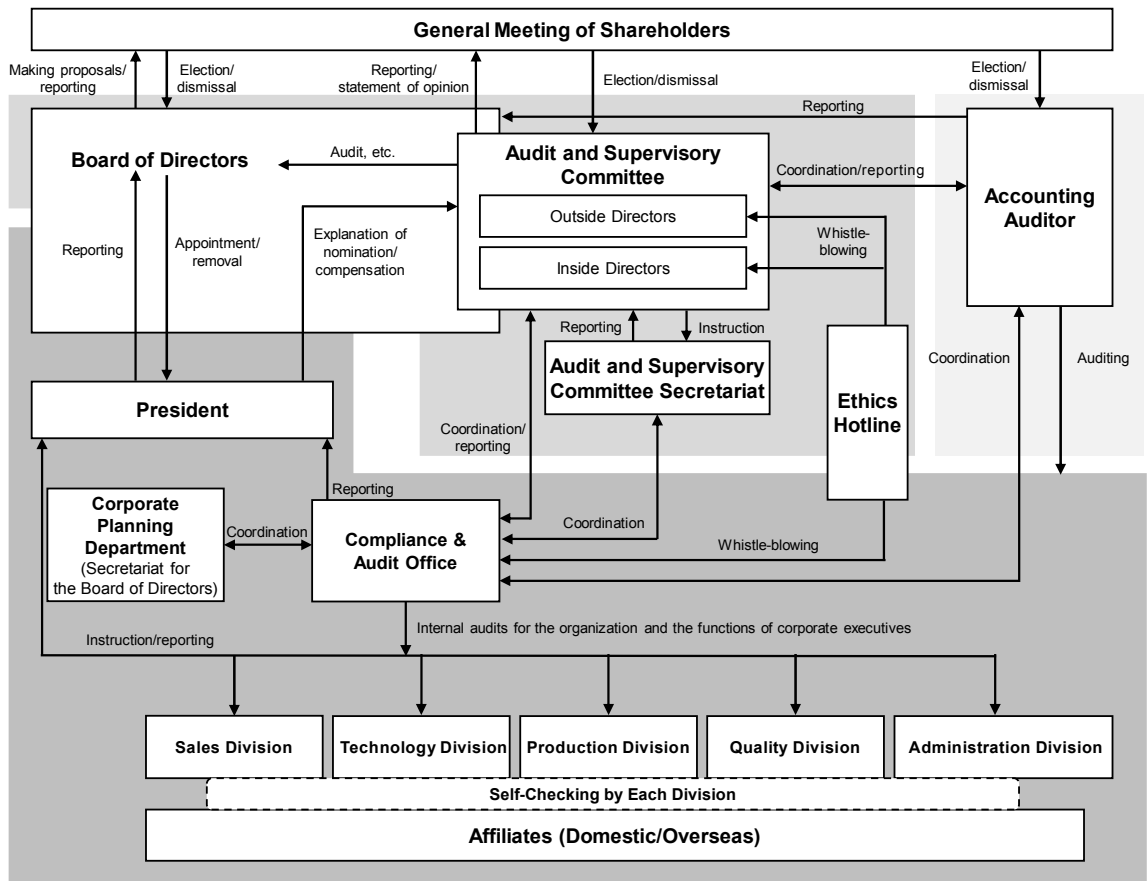 General Meeting of Shareholders
Making proposals/
reporting
Election/
dismissal
Reporting/
statement of opinion
Election/dismissal
Election/
dismissal
Reporting
Board of Directors
Audit, etc.
Audit and Supervisory
Committee
Outside Directors
Inside Directors
Coordination/reporting
Accounting
Auditor
Whistle-
blowing
Reporting
Appointment/
removal
Explanation of
nomination/
compensation
Reporting
Instruction
Audit and Supervisory
Committee Secretariat
Ethics
Hotline
Coordination
Auditing
President
Coordination/
reporting
Reporting
Corporate
Planning
Department
(Secretariat for
the Board of Directors)
Coordination
Compliance &
Audit Office
Coordination
Whistle-blowing
Instruction/reporting
Internal audits for the organization and the functions of corporate executives
Sales Division
Technology Division
Production Division
Quality Division
Administration Division
Self-Checking by Each Division
Affiliates (Domestic/Overseas)